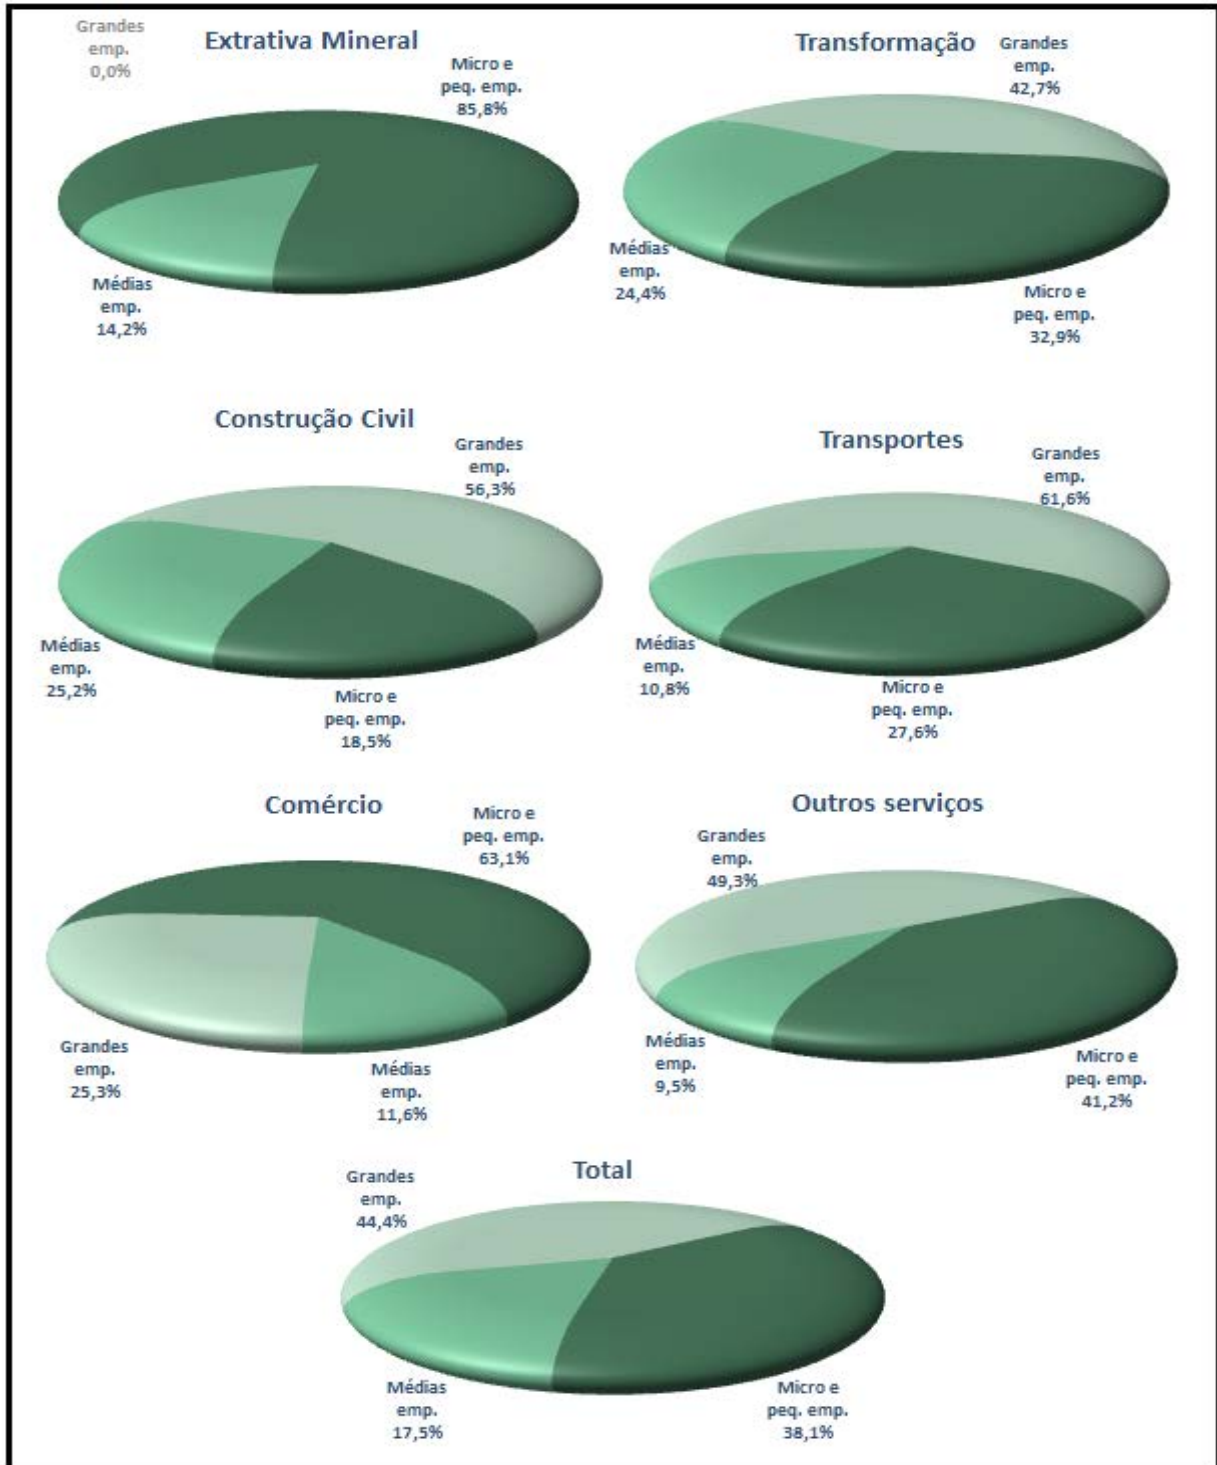 Extrativa Mineral
Grandes
emp.
0,0%
Micro e
peq. emp.
85,8%
Médias
emp.
14,2%
Transformação
Grandes
emp.
42,7%
Médias
emp.
24,4%
Micro e
peq. emp.
32,9%
Construção Civil
Grandes
emp.
56,3%
Médias
emp.
25,2%
Micro e
peq. emp.
18,5%
Transportes
Grandes
emp.
61,6%
Médias
emp.
10,8%
Micro e
peq. emp.
27,6%
Comércio
Micro e
peq. emp.
63,1%
Grandes
emp.
25,3%
Médias
emp.
11,6%
Outros serviços
Grandes
emp.
49,3%
Médias
emp.
9,5%
Micro e
peq. emp.
41,2%
Total
Grandes
emp.
44,4%
Médias
emp.
17,5%
Micro e
peq. emp.
38,1%